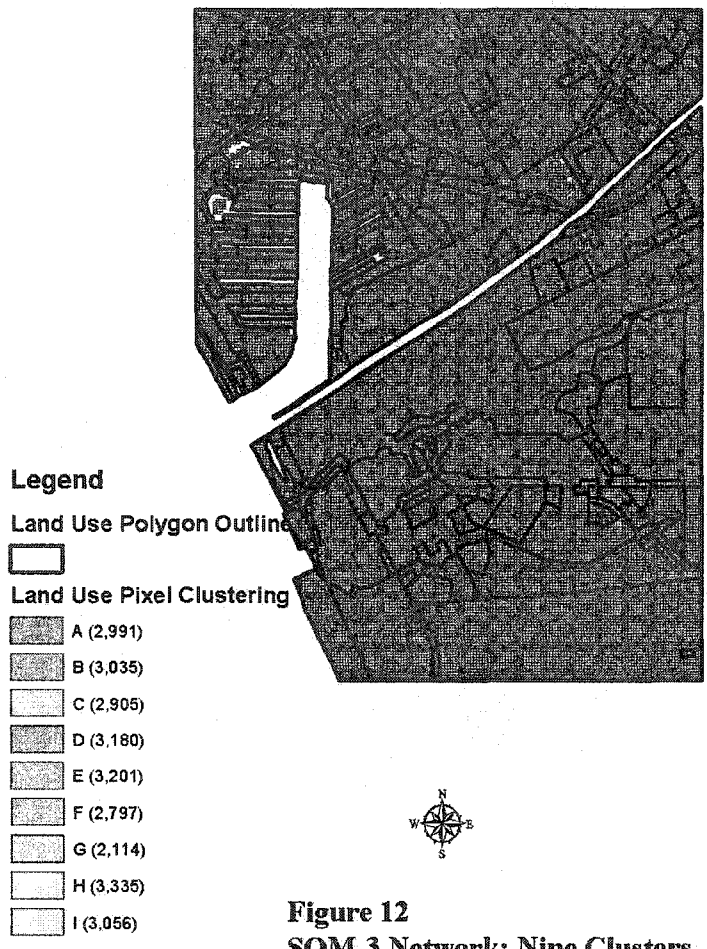 Legend
Land Use Polygon Outline
Land Use Pixel Clustering
A (2,991)
B (3,035)
C (2,905)
D (3,180)
E (3,201)
F (2,797)
G (2,114)
H (3,335)
I (3,056)
N
W E
S
Figure 12
SOM-3 Network: Nine Clusters